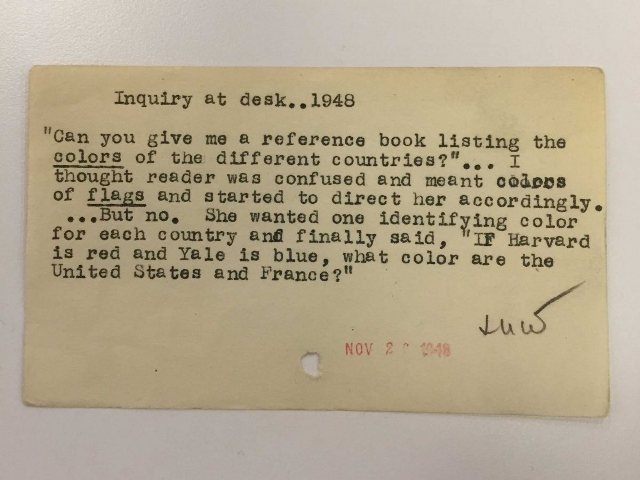 Inquiry at desk..1948
"Can you give me a reference book listing the
colors of the different countries?"... I
thought reader was confused and meant colors
of flags and started to direct her accordingly.
...But no. She wanted one identifying color
for each country and finally said, "If Harvard
is red and Yale is blue, what color are the
United States and France?"
NOV 2 1948